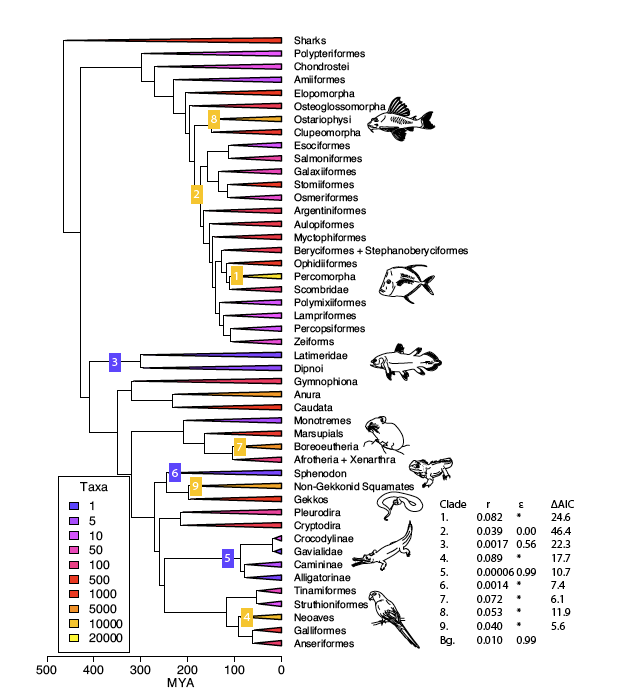 Sharks
Polypteriformes
Chondrostei
Amiiformes
Elopomorpha
Osteoglossomorpha
8 Ostariophysi
Clupeomorpha
Esociformes
Salmoniformes
Galaxiiformes
Stomiiformes
2
Osmeriformes
Argentiniformes
Aulopiformes
Myctophiformes
Beryciformes + Stephanoberyciformes
Ophidiiformes
1 Percomorpha
Scombridae
Polymixiiformes
Lampriformes
Percopsiformes
Zeiforms
Latimeridae
3
Dipnoi
Gymnophiona
Anura
Caudata
Monotremes
Marsupials
7 Boreoeutheria
Afrotheria + Xenarthra
6 Sphenodon
9 Non-Gekkonid Squamates
Gekkos
Pleurodira
Cryptodira
Crocodylinae
Gavialidae
5
Camininae
Alligatorinae
Tinamiformes
Struthioniformes
4 Neoaves
Galliformes
Anseriformes
Taxa
1
5
10
50
100
500
1000
5000
10000
20000
Clade r ε ΔAIC
1. 0.082 * 24.6
2. 0.039 0.00 46.4
3. 0.0017 0.56 22.3
4. 0.089 * 17.7
5. 0.00006 0.99 10.7
6. 0.0014 * 7.4
7. 0.072 * 6.1
8. 0.053 * 11.9
9. 0.040 * 5.6
Bg. 0.010 0.99
500 400 300 200 100 0
MYA